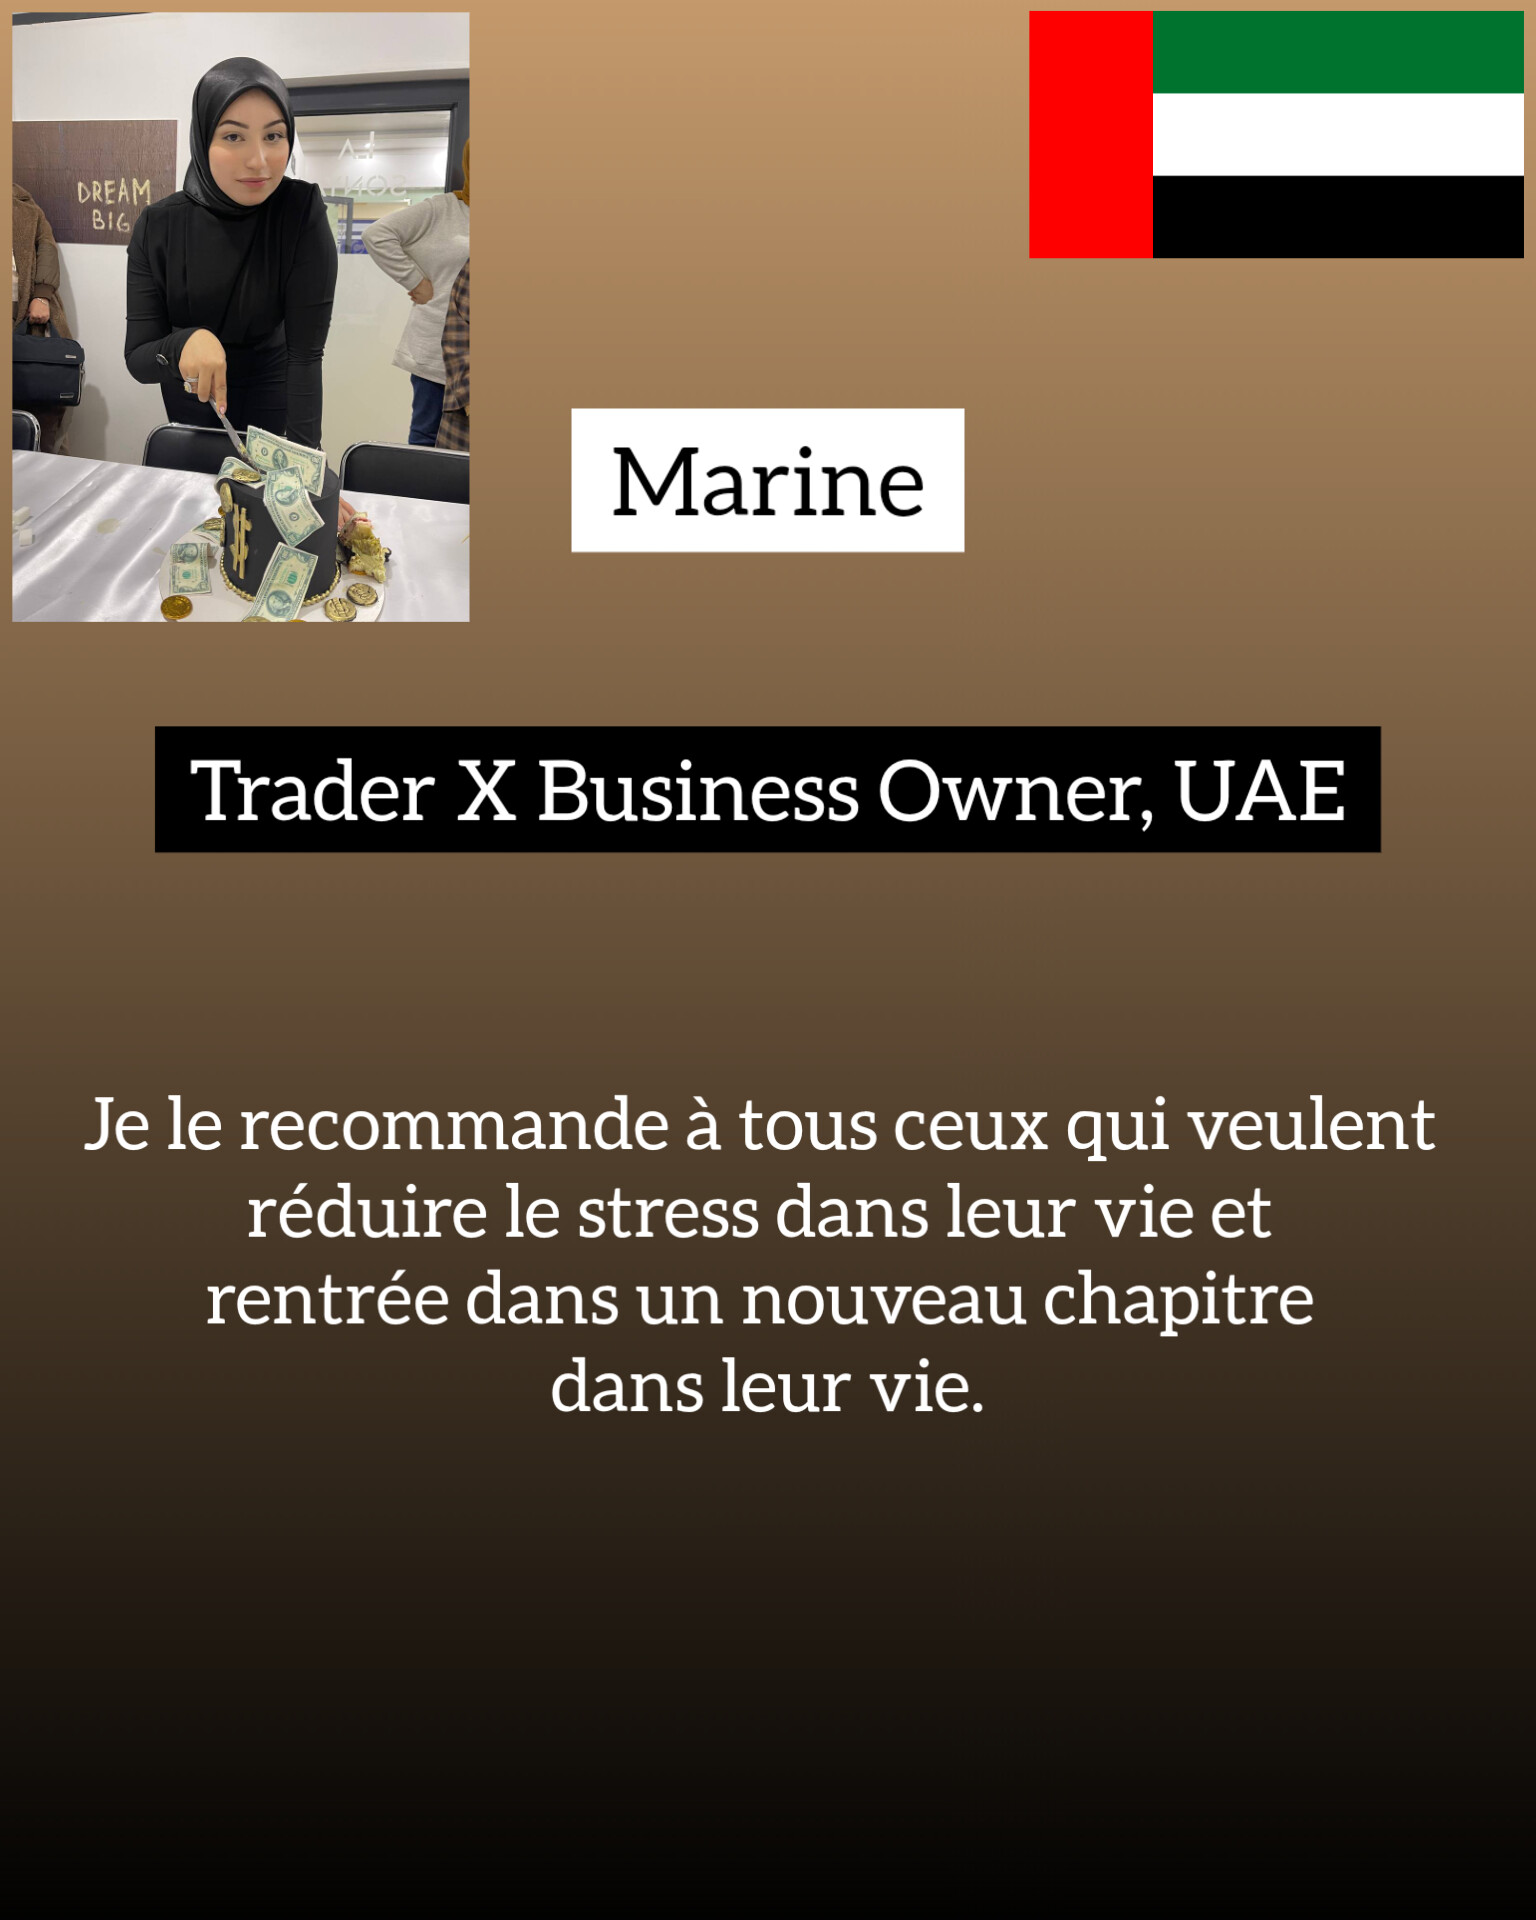 DREAM
BIG
Marine
Trader X Business Owner, UAE
Je le recommande à tous ceux qui veulent
réduire le stress dans leur vie et
rentrée dans un nouveau chapitre
dans leur vie.